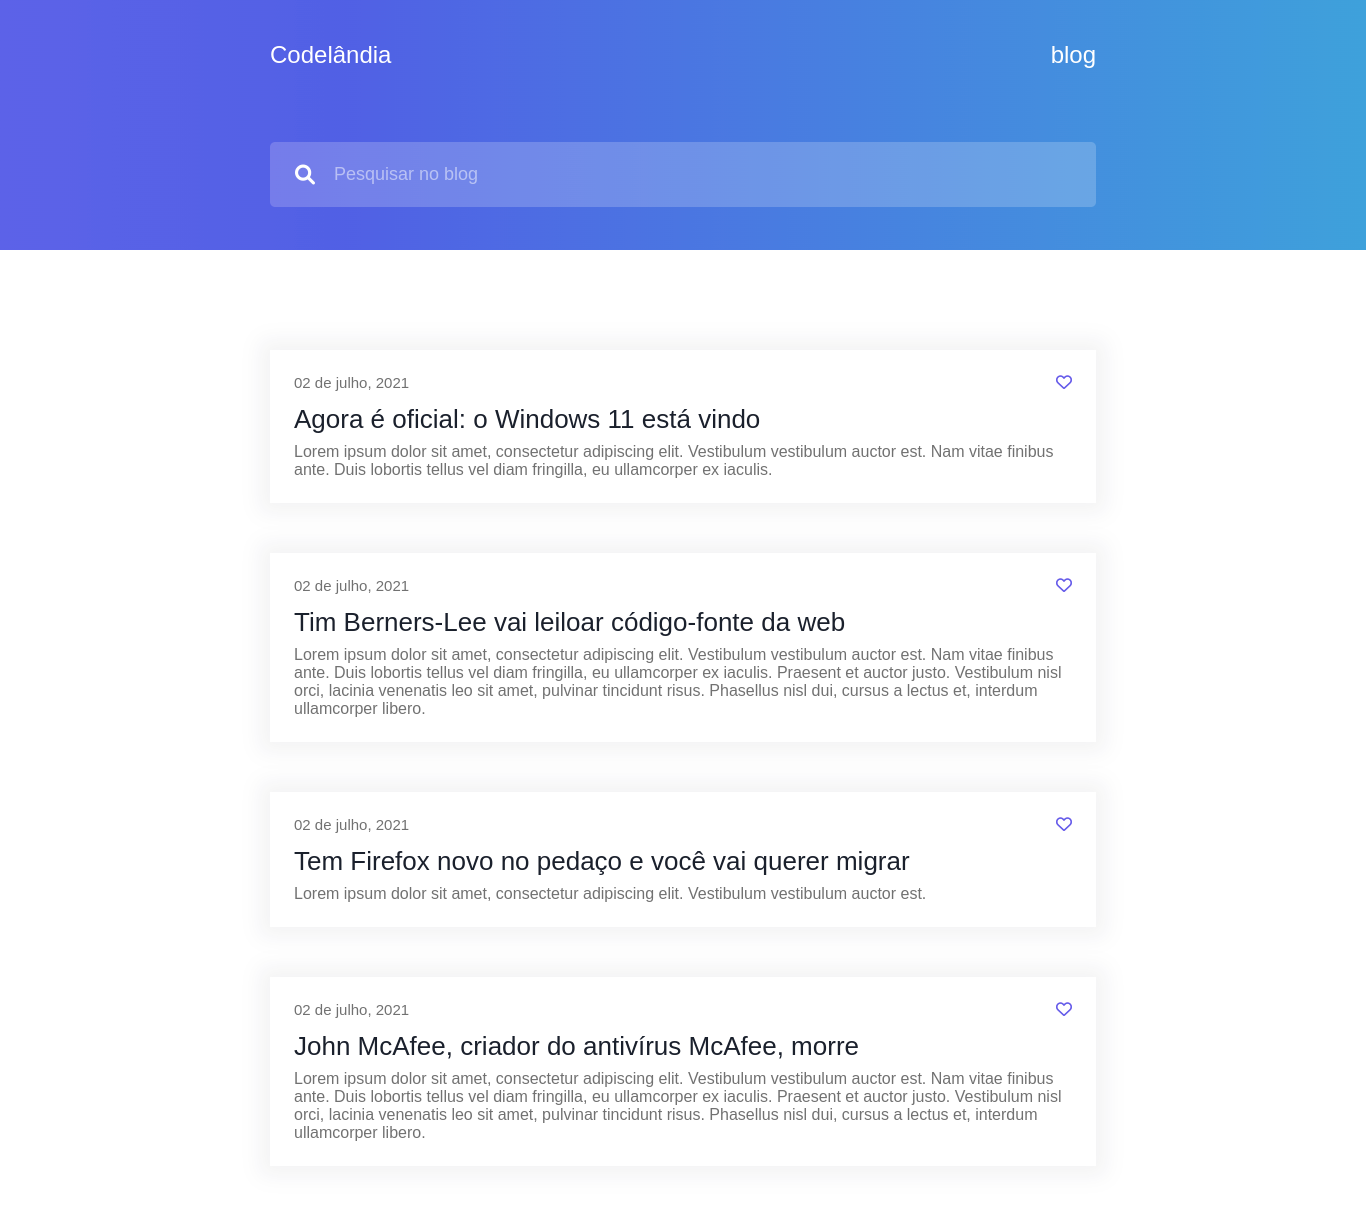 Codelândia
blog
Pesquisar no blog
02 de julho, 2021
Agora é oficial: o Windows 11 está vindo
Lorem ipsum dolor sit amet, consectetur adipiscing elit. Vestibulum vestibulum auctor est. Nam vitae finibus
ante. Duis lobortis tellus vel diam fringilla, eu ullamcorper ex iaculis.
02 de julho, 2021
Tim Berners-Lee vai leiloar código-fonte da web
Lorem ipsum dolor sit amet, consectetur adipiscing elit. Vestibulum vestibulum auctor est. Nam vitae finibus
ante. Duis lobortis tellus vel diam fringilla, eu ullamcorper ex iaculis. Praesent et auctor justo. Vestibulum nisl
orci, lacinia venenatis leo sit amet, pulvinar tincidunt risus. Phasellus nisl dui, cursus a lectus et, interdum
ullamcorper libero.
02 de julho, 2021
Tem Firefox novo no pedaço e você vai querer migrar
Lorem ipsum dolor sit amet, consectetur adipiscing elit. Vestibulum vestibulum auctor est.
02 de julho, 2021
John McAfee, criador do antivírus McAfee, morre
Lorem ipsum dolor sit amet, consectetur adipiscing elit. Vestibulum vestibulum auctor est. Nam vitae finibus
ante. Duis lobortis tellus vel diam fringilla, eu ullamcorper ex iaculis. Praesent et auctor justo. Vestibulum nisl
orci, lacinia venenatis leo sit amet, pulvinar tincidunt risus. Phasellus nisl dui, cursus a lectus et, interdum
ullamcorper libero.